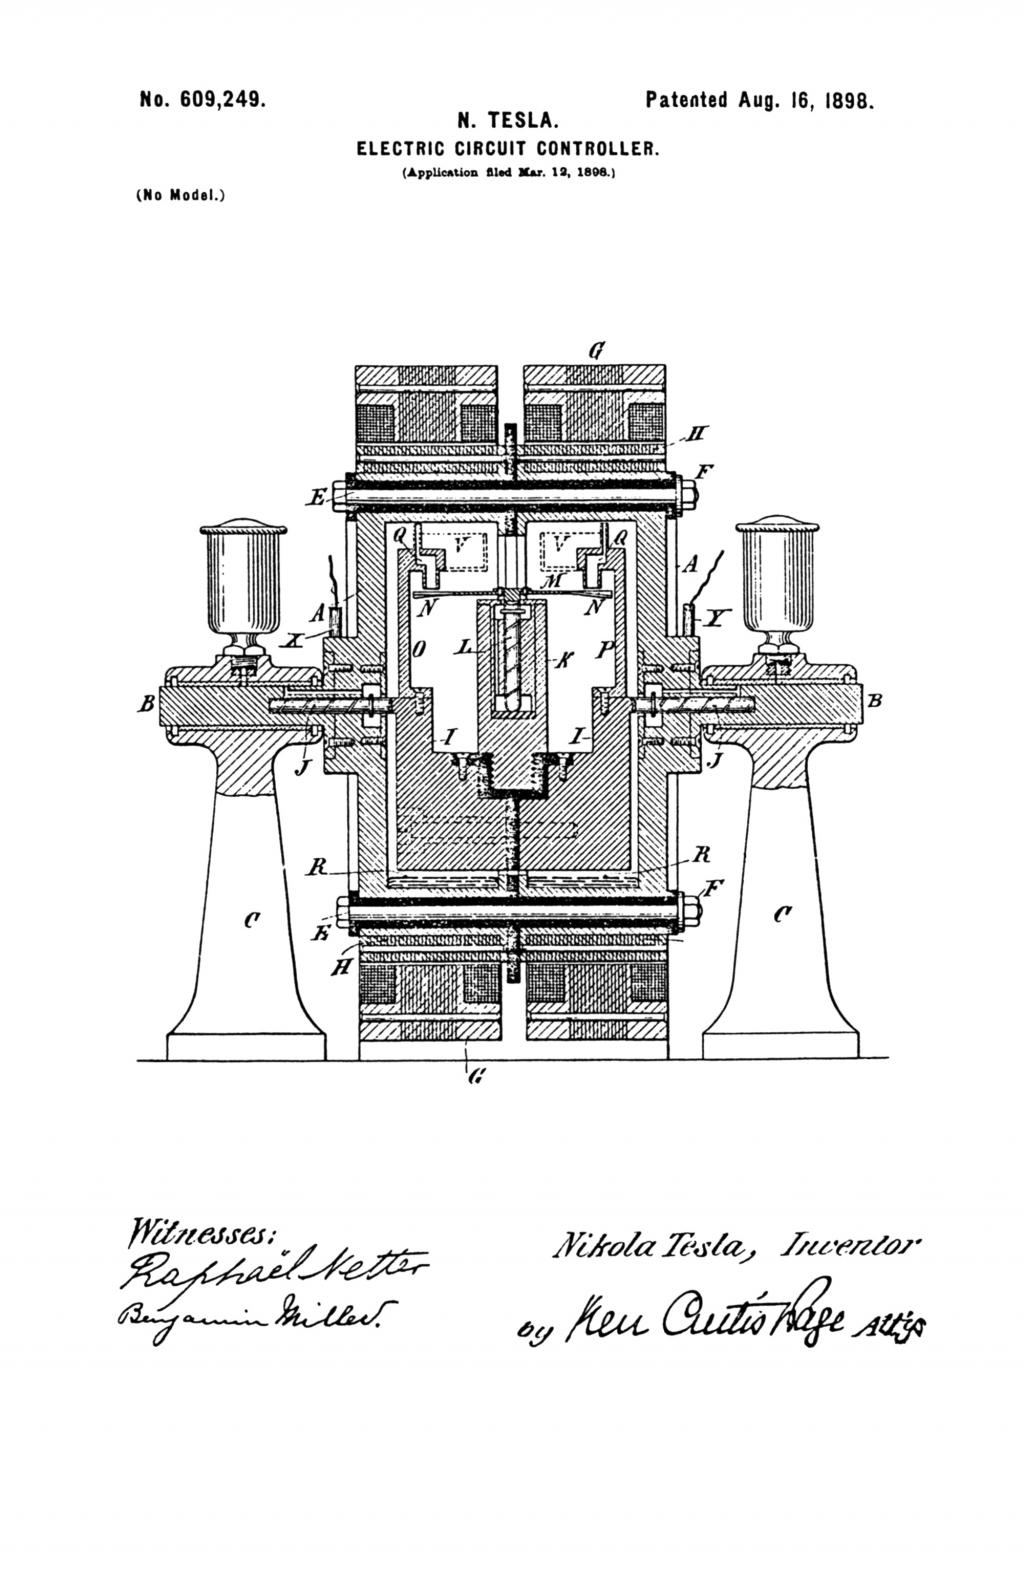 No. 609,249.
Patented Aug. 16, 1898.
N. TESLA.
ELECTRIC CIRCUIT CONTROLLER.
(Application filed Mar. 12, 1898.)
(No Model.)
G
H
F
E
Q V V Q
A
A
M
N N
X Y
L K
O P
B B
I I
J J
R R
F
C C
E
H
G
Witnesses:
Raphaël Netter
Benjamin Miller.
Nikola Tesla, Inventor
by Kerr Curtis & Page Att'ys